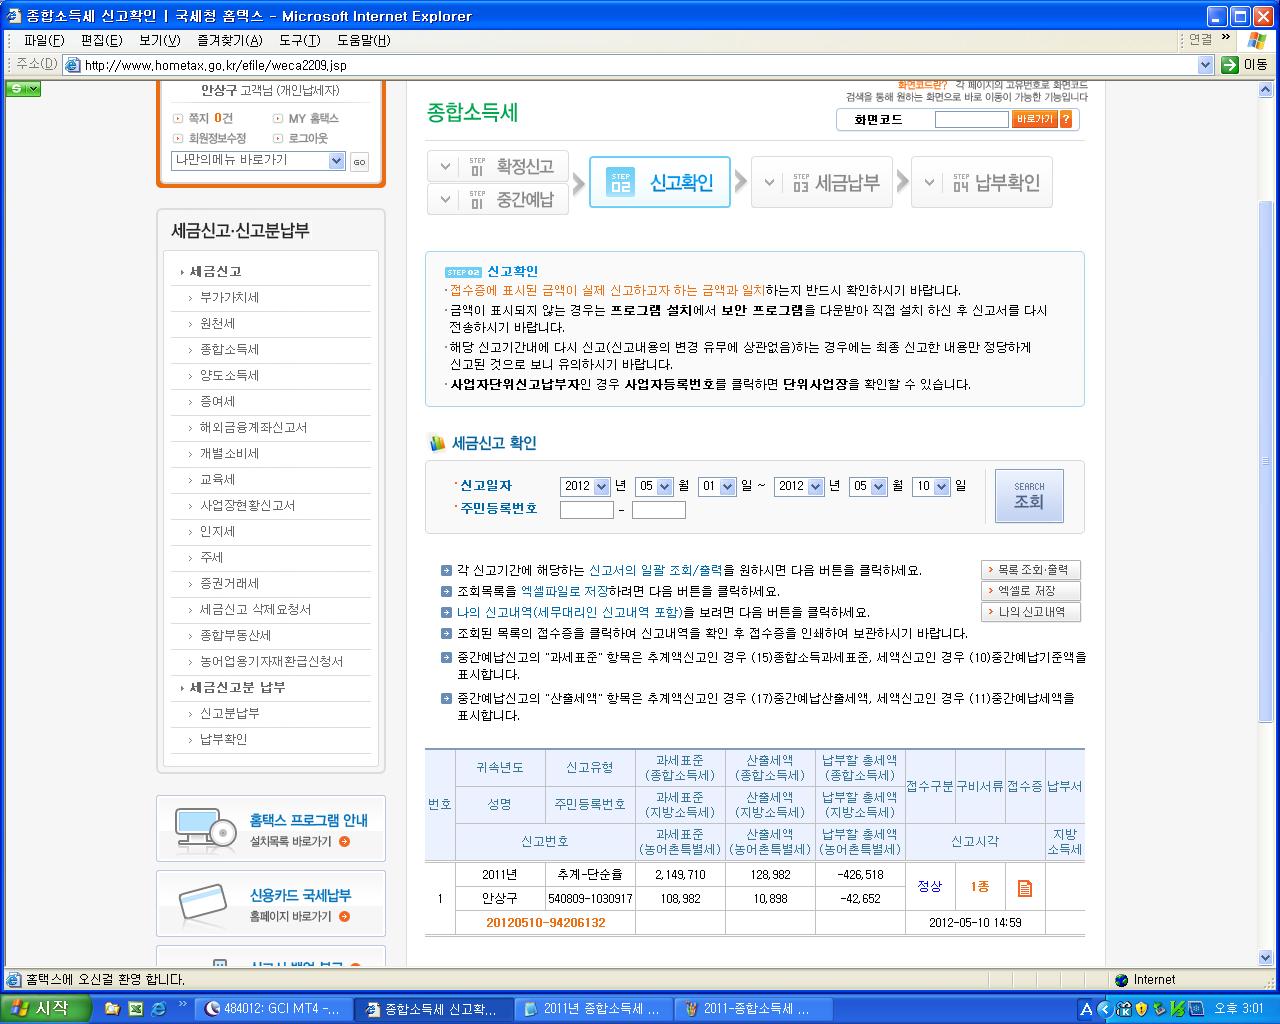 종합소득세 신고확인 | 국세청 홈택스 - Microsoft Internet Explorer
파일(F) 편집(E) 보기(V) 즐겨찾기(A) 도구(T) 도움말(H)
연결 »
주소(D) http://www.hometax.go.kr/efile/weca2209.jsp 이동
안상구 고객님 (개인납세자)
쪽지 0건 MY 홈택스
회원정보수정 로그아웃
나만의메뉴 바로가기 GO
세금신고·신고분납부
세금신고
부가가치세
원천세
종합소득세
양도소득세
증여세
해외금융계좌신고서
개별소비세
교육세
사업장현황신고서
인지세
주세
증권거래세
세금신고 삭제요청서
종합부동산세
농어업용기자재환급신청서
세금신고분 납부
신고분납부
납부확인
홈택스 프로그램 안내
설치목록 바로가기
신용카드 국세납부
홈페이지 바로가기
화면코드란? 각 페이지의 고유번호로 화면코드
검색을 통해 원하는 화면으로 바로 이동이 가능한 기능입니다
종합소득세
화면코드 바로가기 ?
STEP 01 확정신고
STEP 01 중간예납
STEP 02 신고확인
STEP 03 세금납부
STEP 04 납부확인
STEP 02 신고확인
·접수증에 표시된 금액이 실제 신고하고자 하는 금액과 일치하는지 반드시 확인하시기 바랍니다.
·금액이 표시되지 않는 경우는 프로그램 설치에서 보안 프로그램을 다운받아 직접 설치 하신 후 신고서를 다시
전송하시기 바랍니다.
·해당 신고기간내에 다시 신고(신고내용의 변경 유무에 상관없음)하는 경우에는 최종 신고한 내용만 정당하게
신고된 것으로 보니 유의하시기 바랍니다.
·사업자단위신고납부자인 경우 사업자등록번호를 클릭하면 단위사업장을 확인할 수 있습니다.
세금신고 확인
신고일자 2012 년 05 월 01 일 ~ 2012 년 05 월 10 일
주민등록번호 -
SEARCH
조회
각 신고기간에 해당하는 신고서의 일괄 조회/출력을 원하시면 다음 버튼을 클릭하세요. 목록 조회·출력
조회목록을 엑셀파일로 저장하려면 다음 버튼을 클릭하세요. 엑셀로 저장
나의 신고내역(세무대리인 신고내역 포함)을 보려면 다음 버튼을 클릭하세요. 나의 신고내역
조회된 목록의 접수증을 클릭하여 신고내역을 확인 후 접수증을 인쇄하여 보관하시기 바랍니다.
중간예납신고의 "과세표준" 항목은 추계액신고인 경우 (15)종합소득과세표준, 세액신고인 경우 (10)중간예납기준액을
표시합니다.
중간예납신고의 "산출세액" 항목은 추계액신고인 경우 (17)중간예납산출세액, 세액신고인 경우 (11)중간예납세액을
표시합니다.
번호 귀속년도 신고유형 과세표준 산출세액 납부할 총세액 접수구분 구비서류 접수증 납부서
(종합소득세) (종합소득세) (종합소득세)
성명 주민등록번호 과세표준 산출세액 납부할 총세액
(지방소득세) (지방소득세) (지방소득세)
신고번호 과세표준 산출세액 납부할 총세액 신고시각 지방
(농어촌특별세) (농어촌특별세) (농어촌특별세) 소득세
1 2011년 추계-단순율 2,149,710 128,982 -426,518 정상 1종
안상구 540809-1030917 108,982 10,898 -42,652
20120510-94206132 2012-05-10 14:59
홈택스에 오신걸 환영 합니다. Internet
시작 » 484012: GCI MT4 -... 종합소득세 신고확... 2011년 종합소득세 ... 2011-종합소득세 ... A 오후 3:01